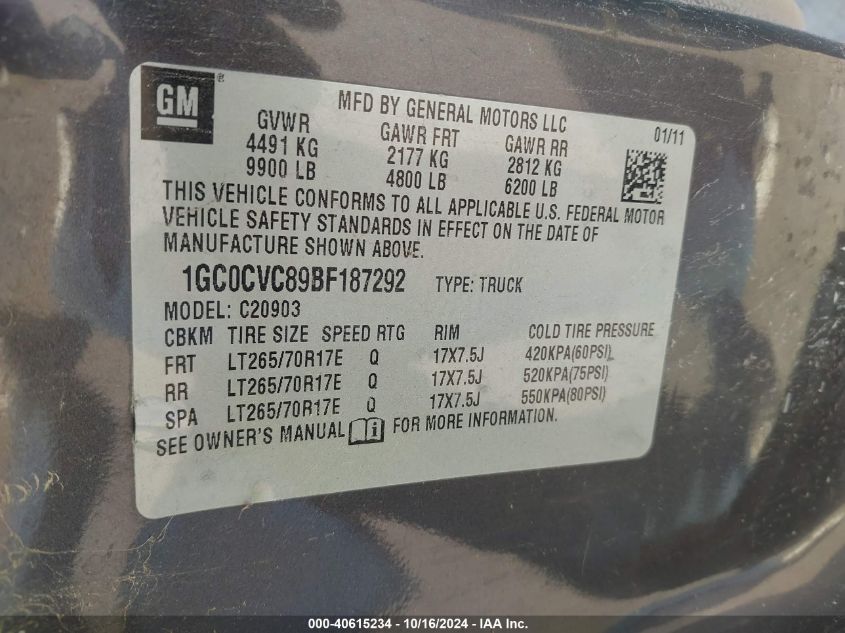 GM®
MFD BY GENERAL MOTORS LLC
01/11
GVWR GAWR FRT GAWR RR
4491 KG 2177 KG 2812 KG
9900 LB 4800 LB 6200 LB
THIS VEHICLE CONFORMS TO ALL APPLICABLE U.S. FEDERAL MOTOR
VEHICLE SAFETY STANDARDS IN EFFECT ON THE DATE OF
MANUFACTURE SHOWN ABOVE.
1GC0CVC89BF187292 TYPE: TRUCK
MODEL: C20903
CBKM TIRE SIZE SPEED RTG RIM COLD TIRE PRESSURE
FRT LT265/70R17E Q 17X7.5J 420KPA(60PSI)
RR LT265/70R17E Q 17X7.5J 520KPA(75PSI)
SPA LT265/70R17E Q 17X7.5J 550KPA(80PSI)
SEE OWNER'S MANUAL FOR MORE INFORMATION.
000-40615234 - 10/16/2024 - IAA Inc.